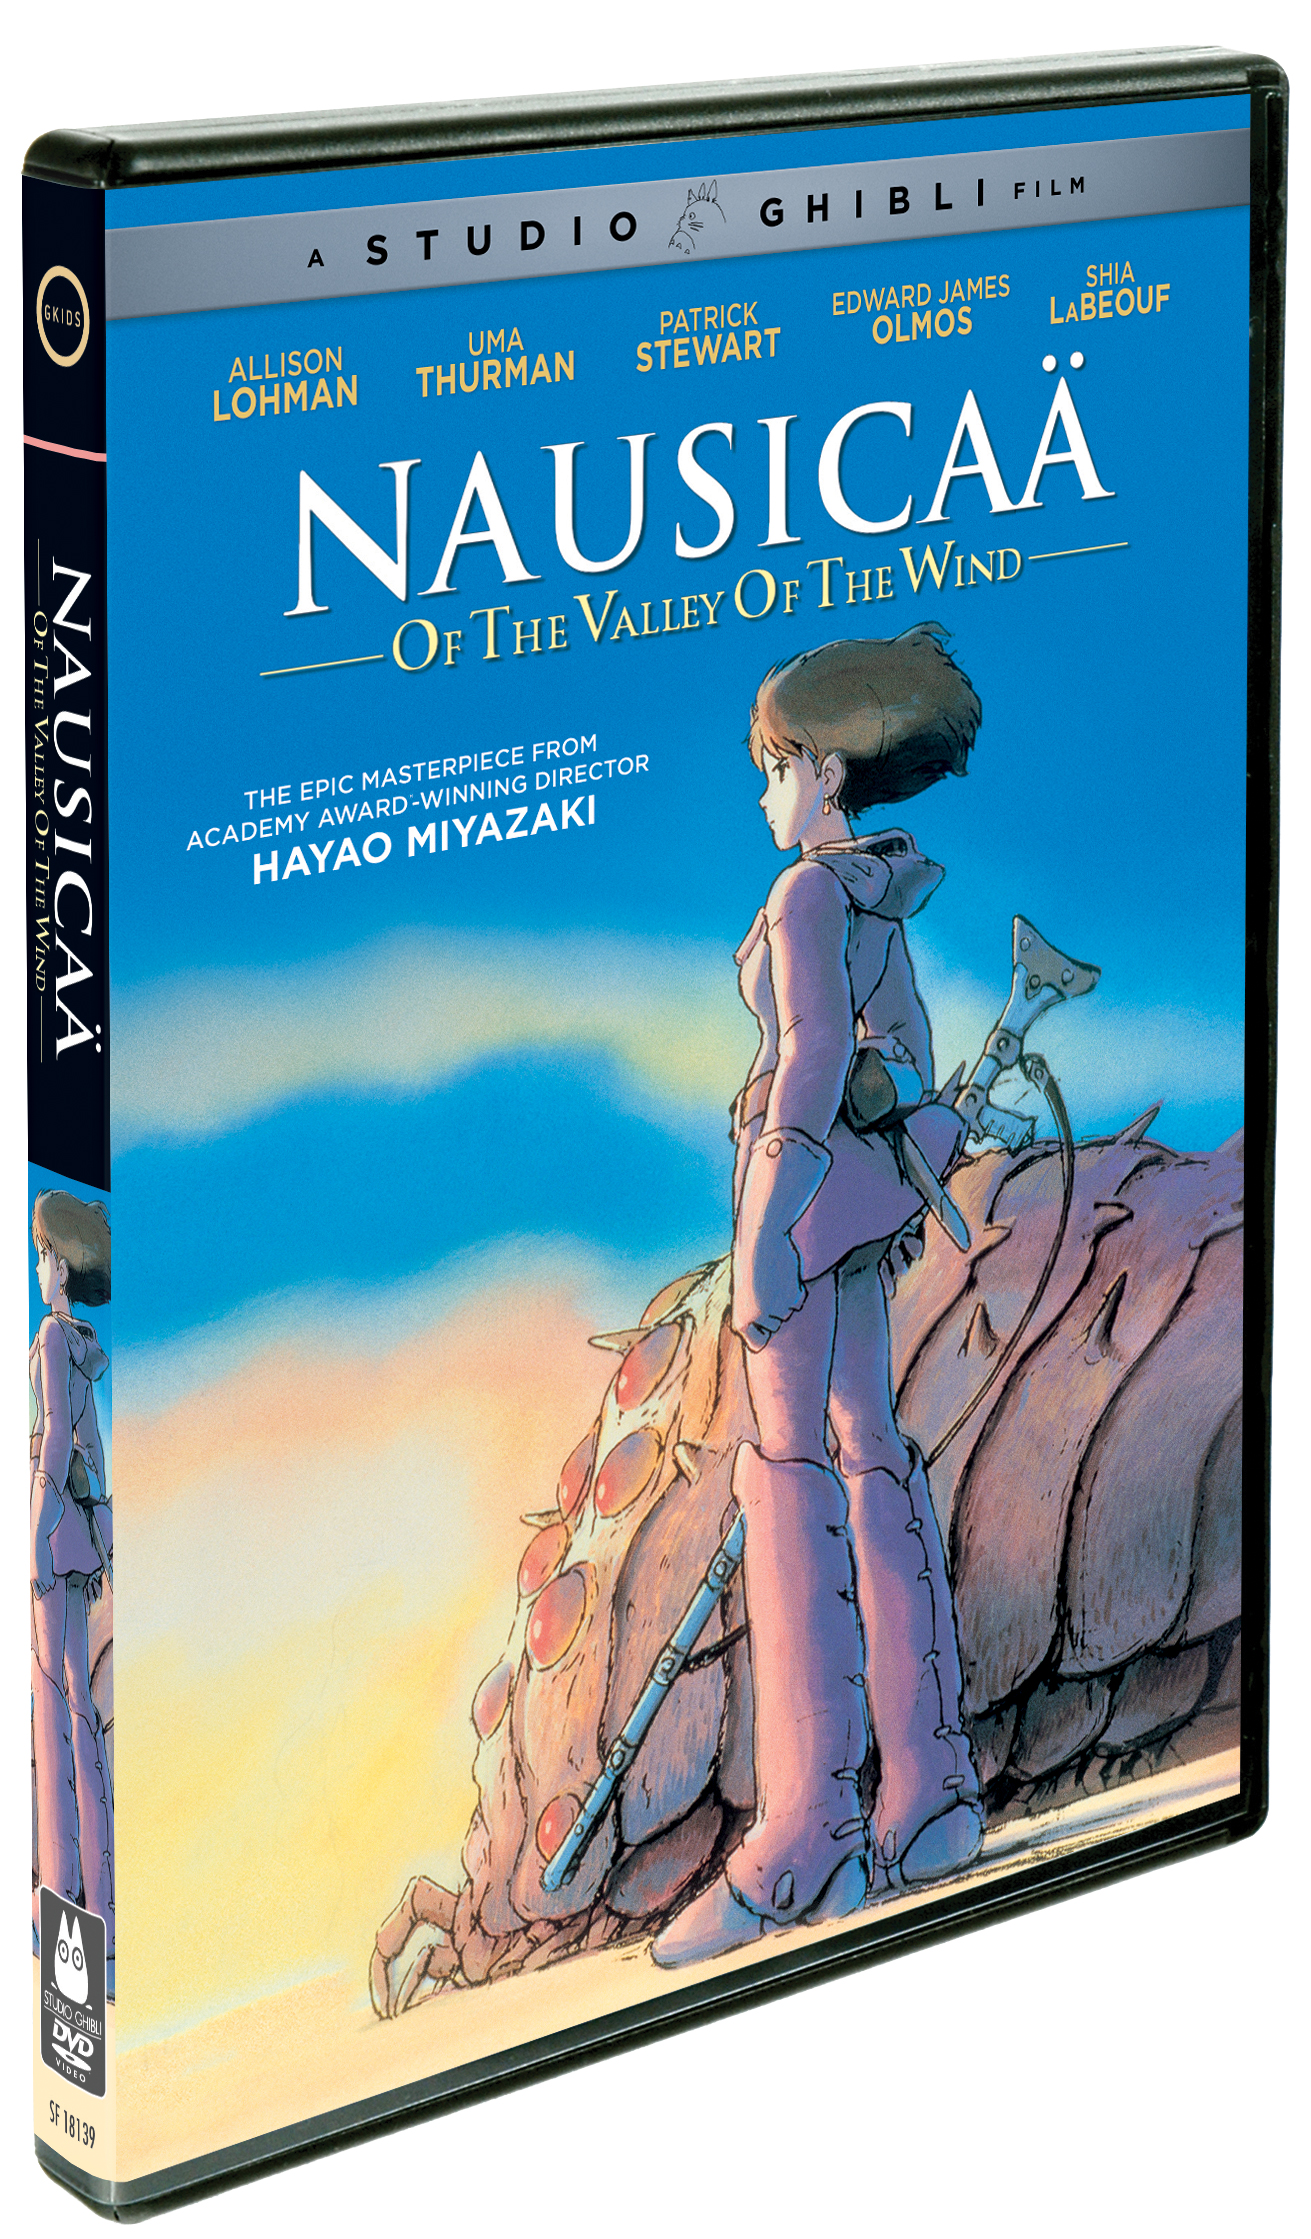 A STUDIO GHIBLI FILM
ALLISON
LOHMAN
UMA
THURMAN
PATRICK
STEWART
EDWARD JAMES
OLMOS
SHIA
LABEOUF
NAUSICAÄ
OF THE VALLEY OF THE WIND
THE EPIC MASTERPIECE FROM
ACADEMY AWARD®-WINNING DIRECTOR
HAYAO MIYAZAKI
GKIDS
NAUSICAÄ
OF THE VALLEY OF THE WIND
STUDIO GHIBLI
DVD
VIDEO
SF 18139